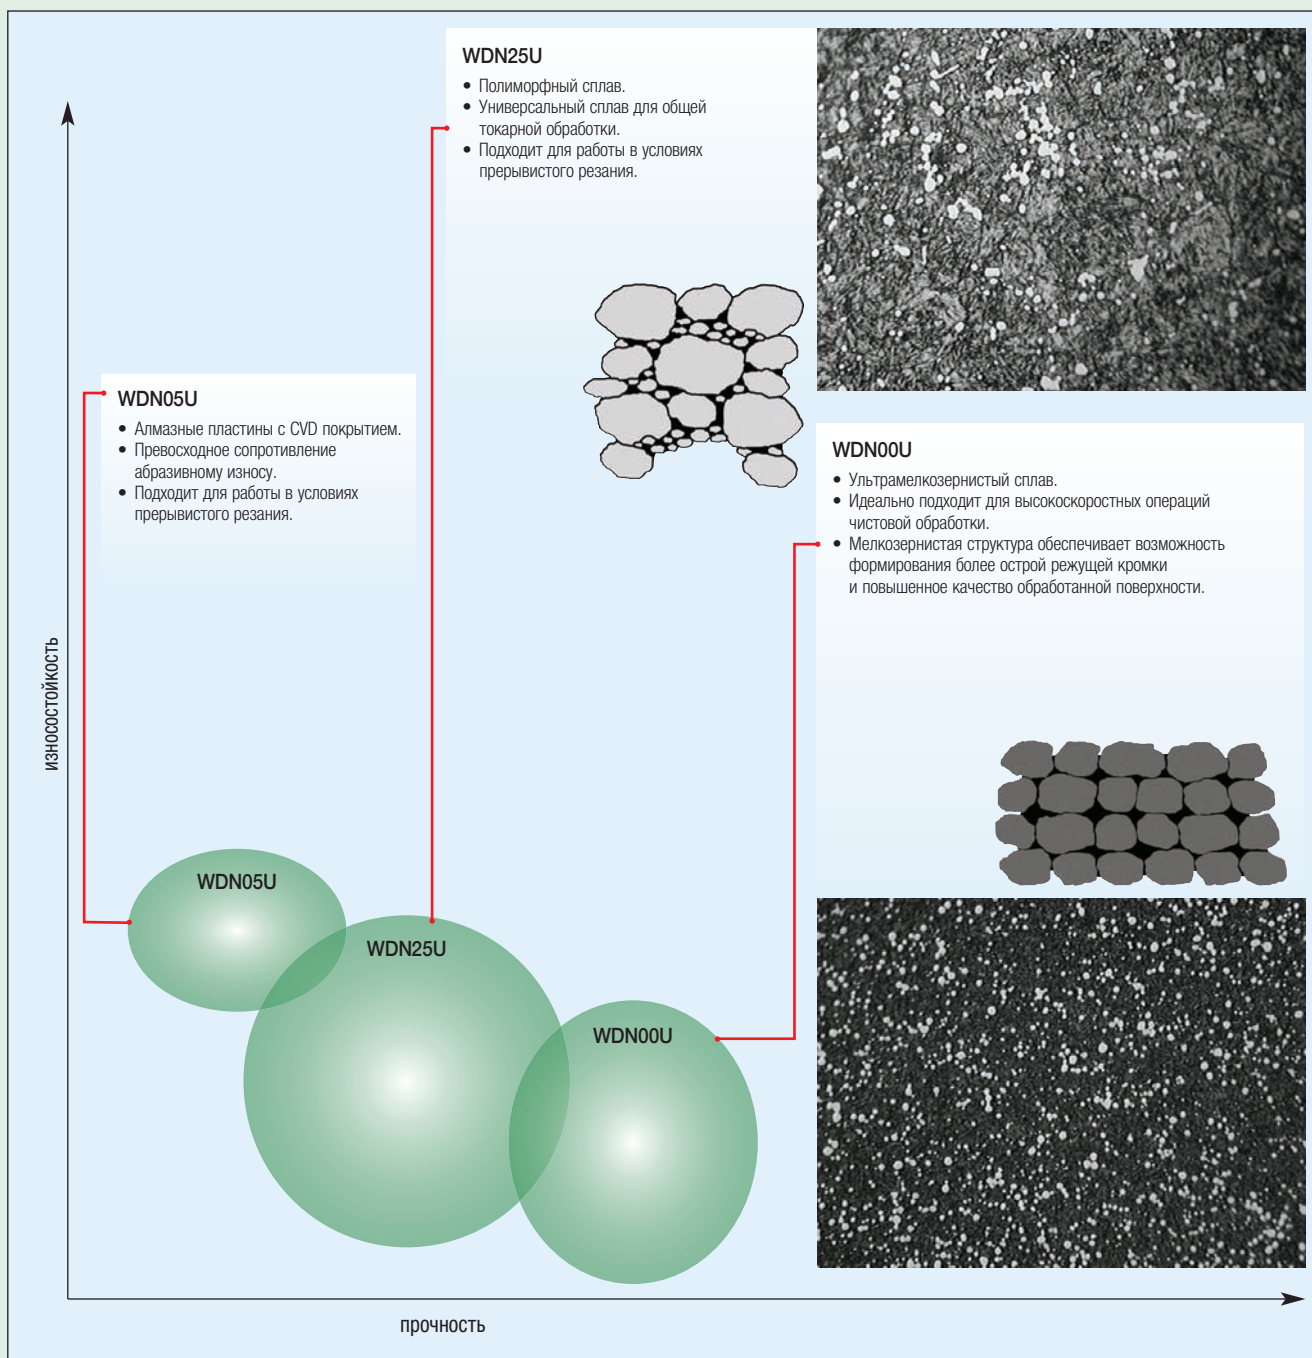 WDN25U
• Полиморфный сплав.
• Универсальный сплав для общей
токарной обработки.
• Подходит для работы в условиях
прерывистого резания.
WDN05U
• Алмазные пластины с CVD покрытием.
• Превосходное сопротивление
абразивному износу.
• Подходит для работы в условиях
прерывистого резания.
WDN00U
• Ультрамелкозернистый сплав.
• Идеально подходит для высокоскоростных операций
чистовой обработки.
• Мелкозернистая структура обеспечивает возможность
формирования более острой режущей кромки
и повышенное качество обработанной поверхности.
износостойкость
WDN05U
WDN25U
WDN00U
прочность